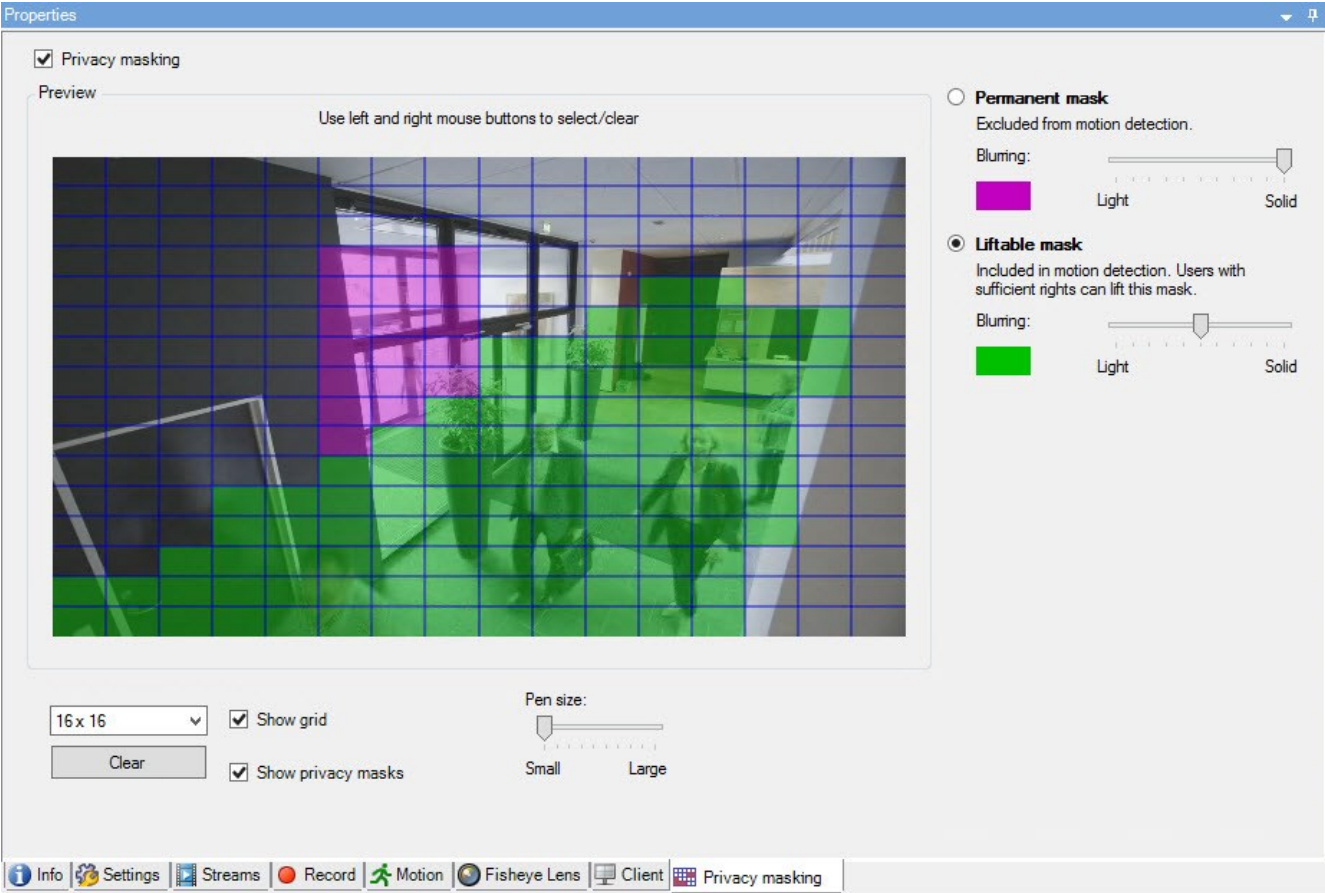 Properties
Privacy masking
Preview
Use left and right mouse buttons to select/clear
Permanent mask
Excluded from motion detection.
Blurring:
Light Solid
Liftable mask
Included in motion detection. Users with
sufficient rights can lift this mask.
Blurring:
Light Solid
16 x 16
Show grid
Clear
Show privacy masks
Pen size:
Small Large
Info Settings Streams Record Motion Fisheye Lens Client Privacy masking